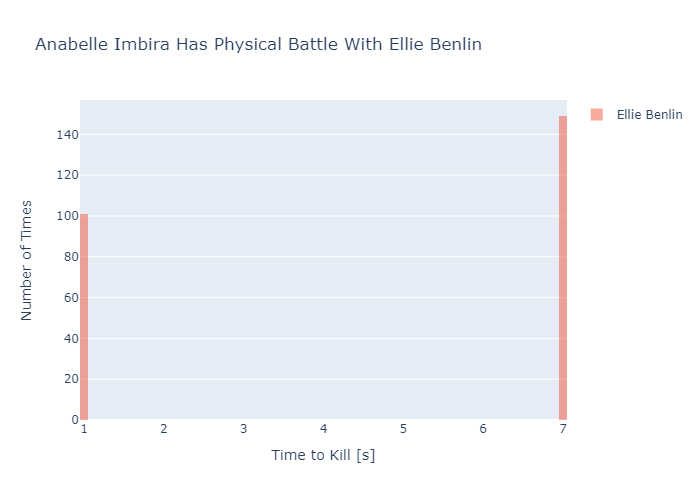 Anabelle Imbira Has Physical Battle With Ellie Benlin
Ellie Benlin
140
120
100
80
60
40
20
0
1 2 3 4 5 6 7
Number of Times
Time to Kill [s]